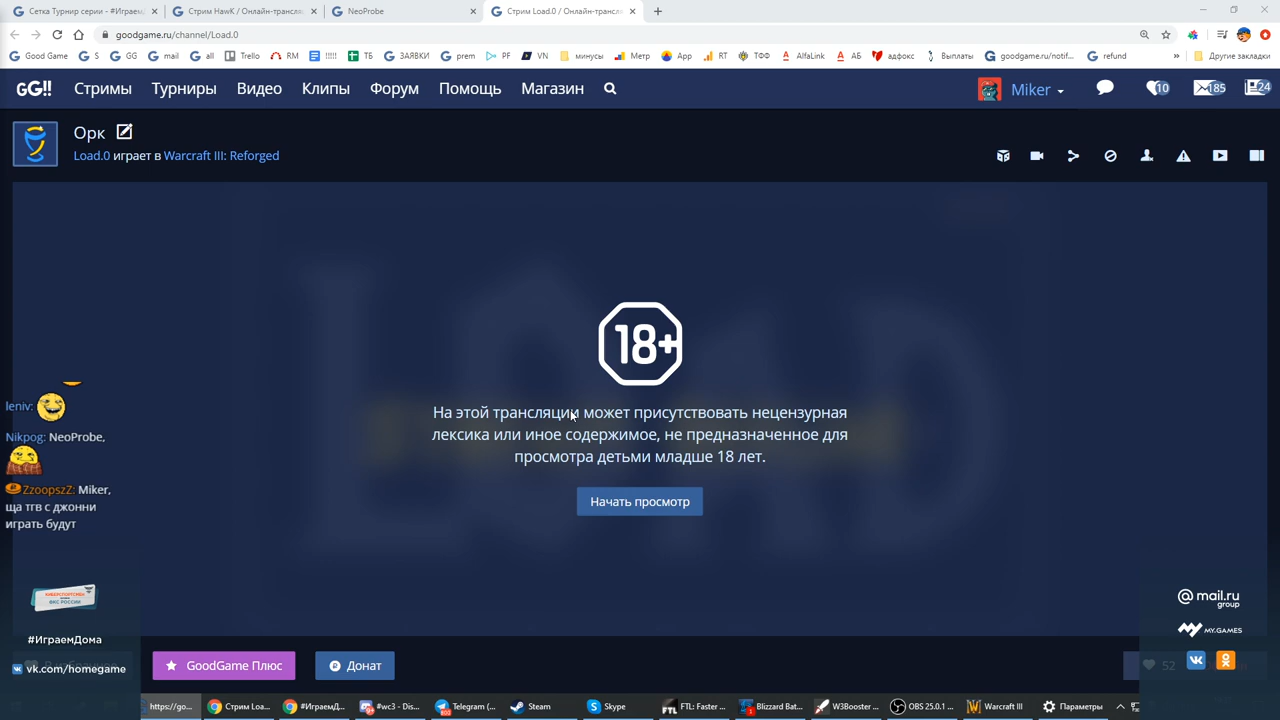 Сетка Турнир серии - #Играем
Стрим HawK / Онлайн-трансля
NeoProbe
Стрим Load.0 / Онлайн-трансл
goodgame.ru/channel/Load.0
Good Game
S
GG
mail
all
Trello
RM
!!!!!
ТБ
ЗАЯВКИ
prem
PF
VN
минусы
Метр
App
RT
ТФФ
AlfaLink
АБ
адфокс
Выплаты
goodgame.ru/notif...
refund
»
Другие закладки
GG!!
Стримы
Турниры
Видео
Клипы
Форум
Помощь
Магазин
Miker
10
185
24
Орк
Load.0 играет в Warcraft III: Reforged
LOAD
18+
На этой трансляции может присутствовать нецензурная
лексика или иное содержимое, не предназначенное для
просмотра детьми младше 18 лет.
Начать просмотр
leniv:
Nikpog: NeoProbe,
ZzoopszZ: Miker,
ща тгв с джонни
играть будут
#ИграемДома
vk.com/homegame
GoodGame Плюс
Донат
52
@mail.ru
group
MY.GAMES
https://go...
Стрим Loa...
#ИграемД...
#wc3 - Dis...
Telegram (...
Steam
Skype
FTL: Faster ...
Blizzard Bat...
W3Booster ...
OBS 25.0.1 ...
Warcraft III
Параметры